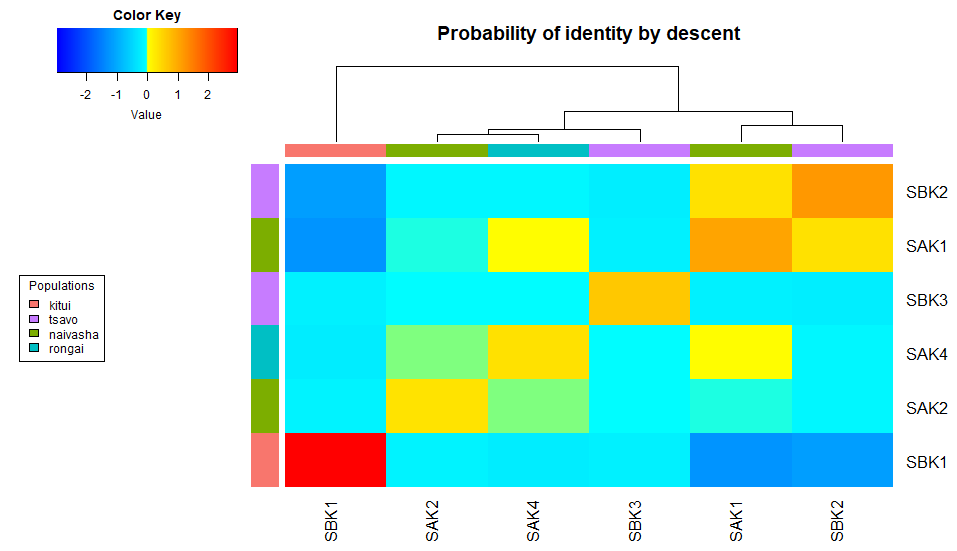 Color Key
-2 -1 0 1 2
Value
Probability of identity by descent
SBK2
SAK1
SBK3
SAK4
SAK2
SBK1
Populations
kitui
tsavo
naivasha
rongai
SBK1 SAK2 SAK4 SBK3 SAK1 SBK2